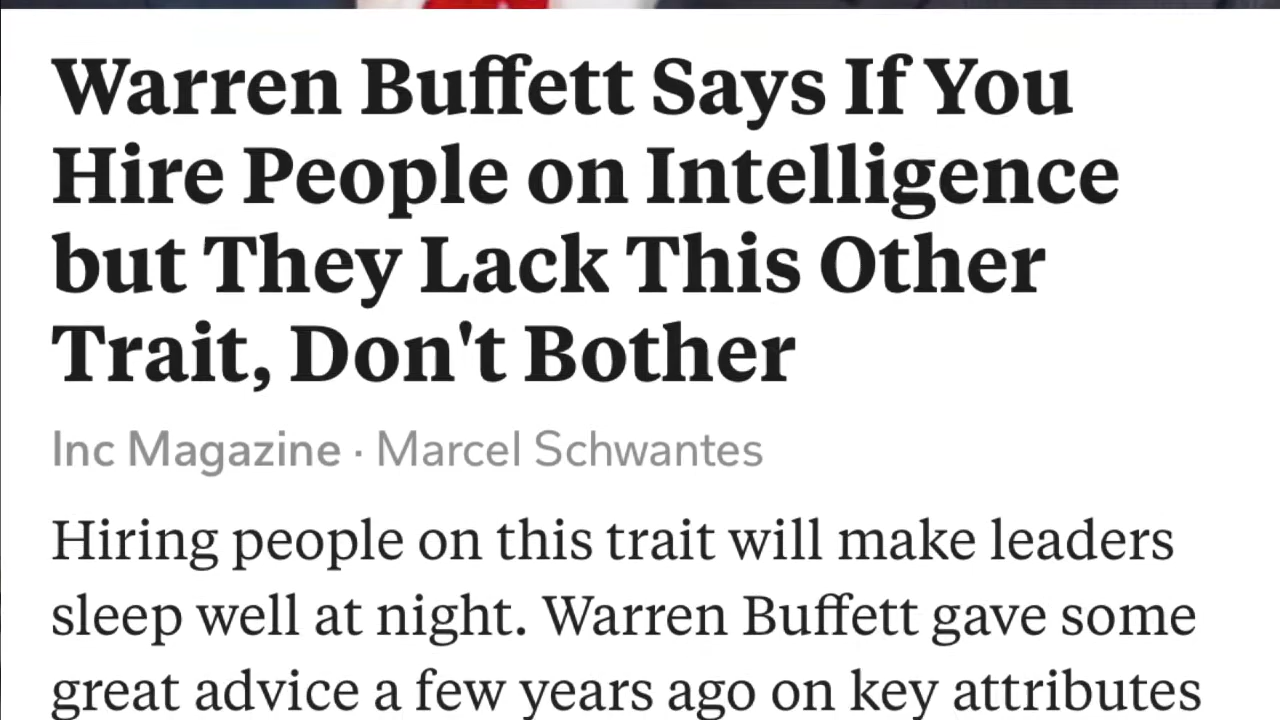 Warren Buffett Says If You
Hire People on Intelligence
but They Lack This Other
Trait, Don't Bother
Inc Magazine · Marcel Schwantes
Hiring people on this trait will make leaders
sleep well at night. Warren Buffett gave some
great advice a few years ago on key attributes